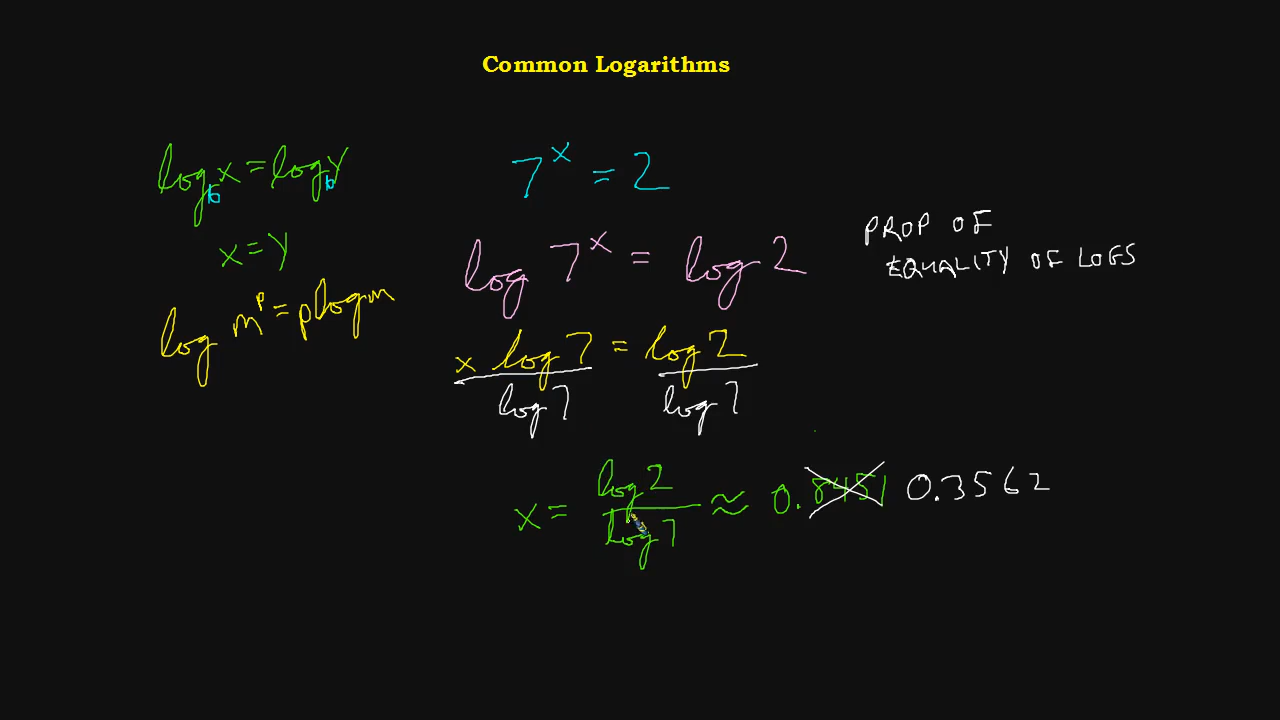 Common Logarithms
log_b x = log_b y
x = y
log m^p = p log m
7^x = 2
log 7^x = log 2
PROP OF
EQUALITY OF LOGS
x log 7 = log 2
log 7 log 7
x = log 2 / log 7 ≈ 0.8451 0.3562